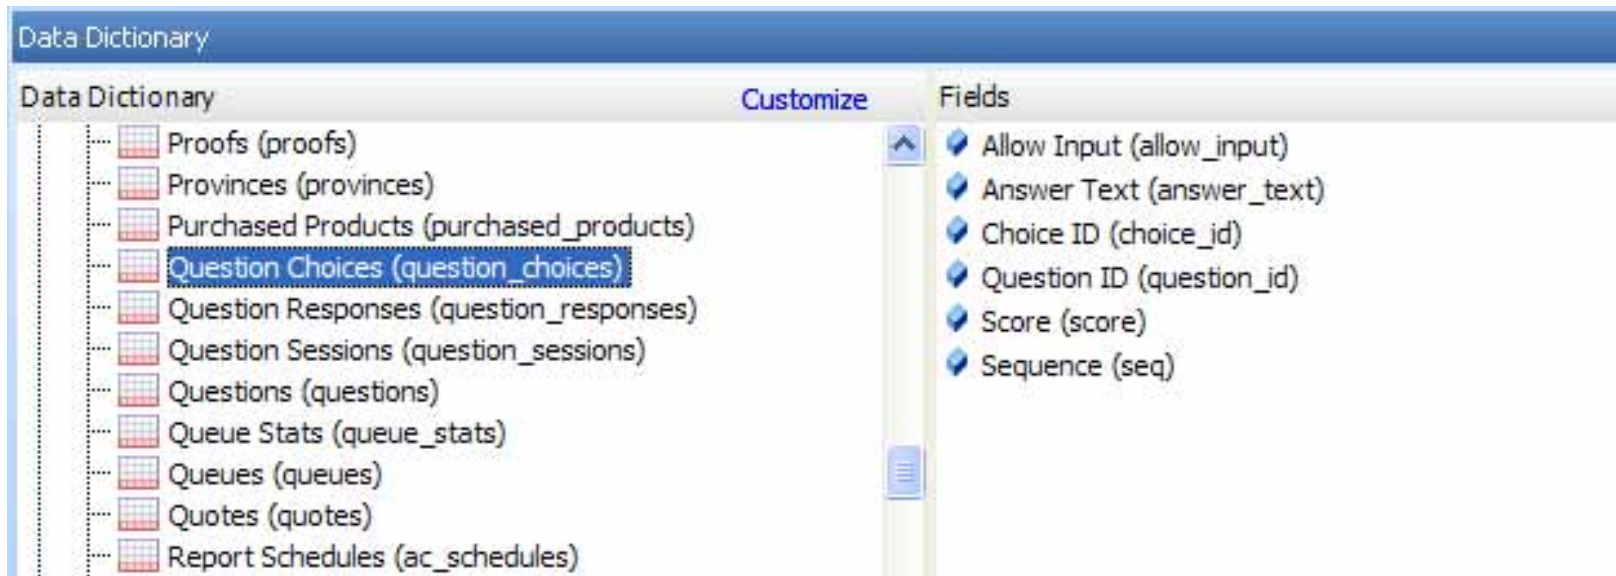 Data Dictionary
Data Dictionary
Customize
Proofs (proofs)
Provinces (provinces)
Purchased Products (purchased_products)
Question Choices (question_choices)
Question Responses (question_responses)
Question Sessions (question_sessions)
Questions (questions)
Queue Stats (queue_stats)
Queues (queues)
Quotes (quotes)
Report Schedules (ac_schedules)
Fields
Allow Input (allow_input)
Answer Text (answer_text)
Choice ID (choice_id)
Question ID (question_id)
Score (score)
Sequence (seq)